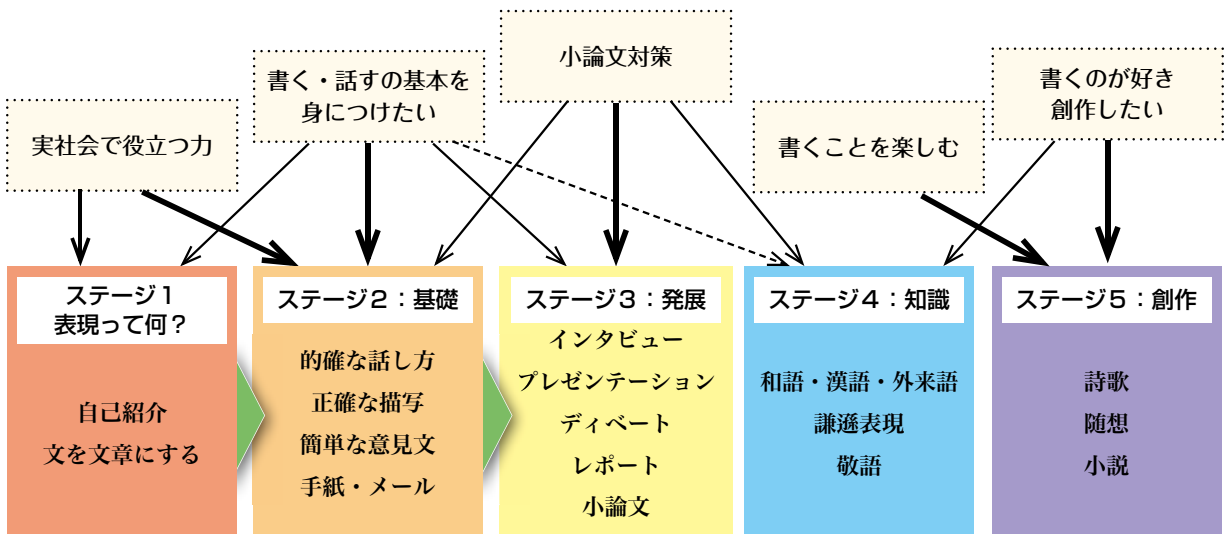 実社会で役立つ力
書く・話すの基本を
身につけたい
小論文対策
書くことを楽しむ
書くのが好き
創作したい
ステージ1
表現って何？
自己紹介
文を文章にする
ステージ2：基礎
的確な話し方
正確な描写
簡単な意見文
手紙・メール
ステージ3：発展
インタビュー
プレゼンテーション
ディベート
レポート
小論文
ステージ4：知識
和語・漢語・外来語
謙遜表現
敬語
ステージ5：創作
詩歌
随想
小説